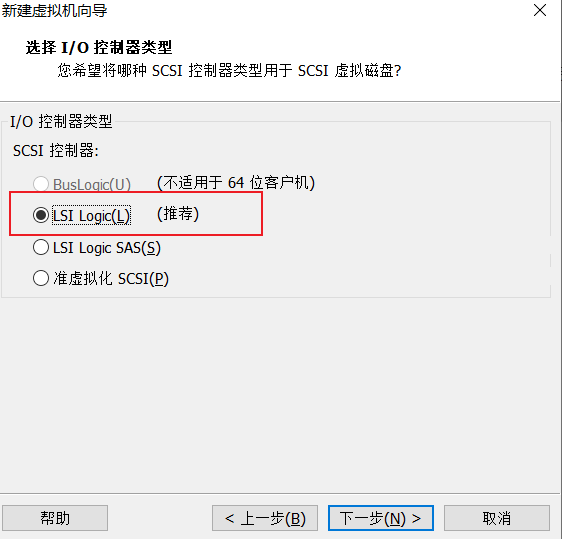 新建虚拟机向导
选择 I/O 控制器类型
您希望将哪种 SCSI 控制器类型用于 SCSI 虚拟磁盘?
I/O 控制器类型
SCSI 控制器:
BusLogic(U) (不适用于 64 位客户机)
LSI Logic(L) (推荐)
LSI Logic SAS(S)
准虚拟化 SCSI(P)
帮助 < 上一步(B) 下一步(N) > 取消